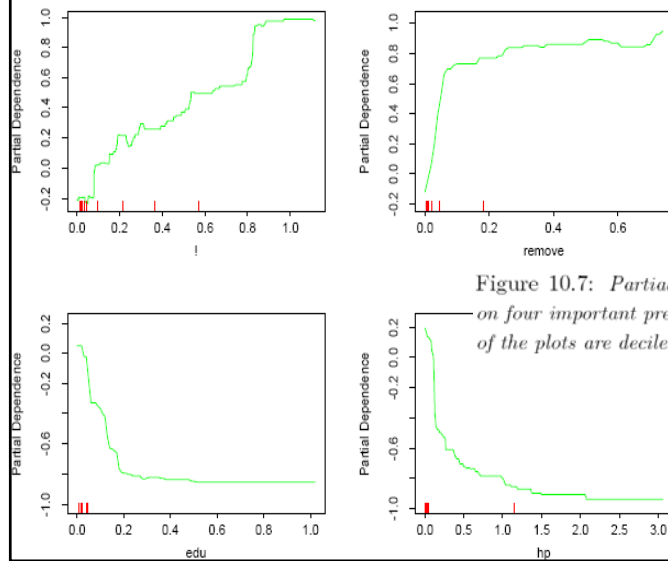 Partial Dependence
-0.2 0.0 0.2 0.4 0.6 0.8 1.0
0.0 0.2 0.4 0.6 0.8 1.0
!
Partial Dependence
-0.2 0.0 0.2 0.4 0.6 0.8 1.0
0.0 0.2 0.4 0.6
remove
Figure 10.7: Partial
on four important pre
of the plots are decile
Partial Dependence
-1.0 -0.6 -0.2 0.0 0.2
0.0 0.2 0.4 0.6 0.8 1.0
edu
Partial Dependence
-1.0 -0.6 -0.2 0.0 0.2
0.0 0.5 1.0 1.5 2.0 2.5 3.0
hp